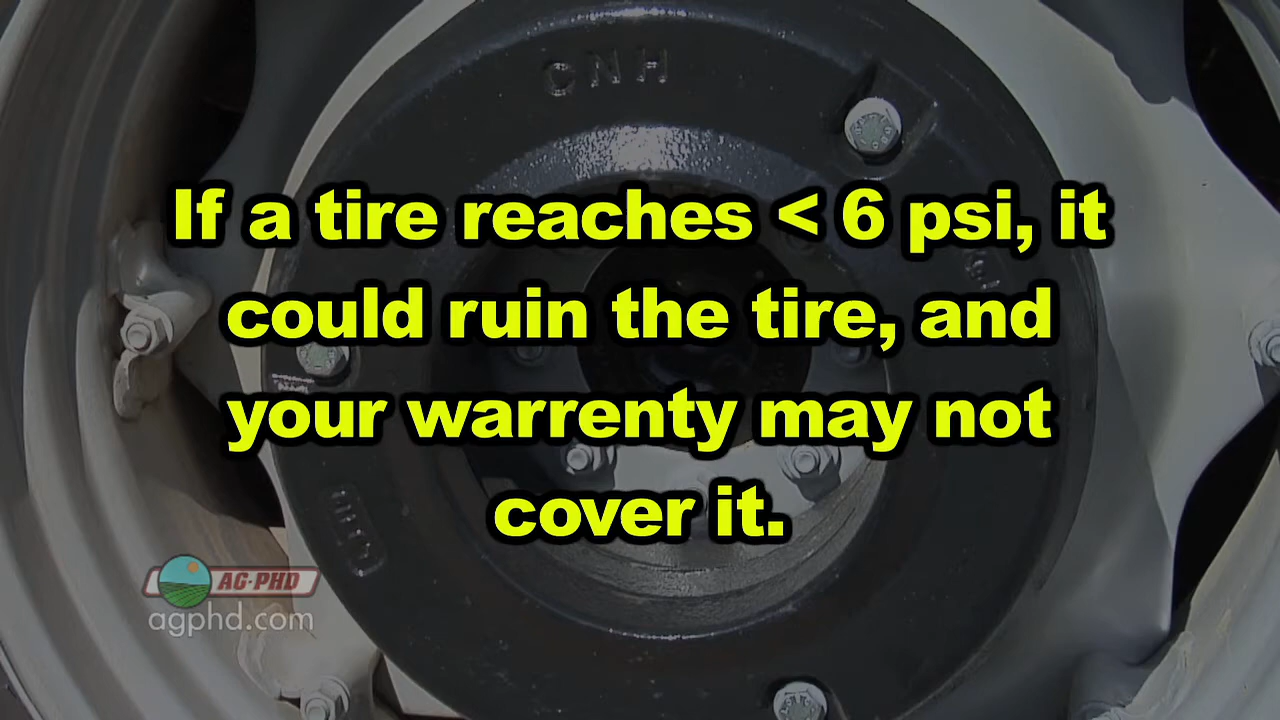 CNH
If a tire reaches < 6 psi, it
could ruin the tire, and
your warrenty may not
cover it.
AG-PHD
agphd.com